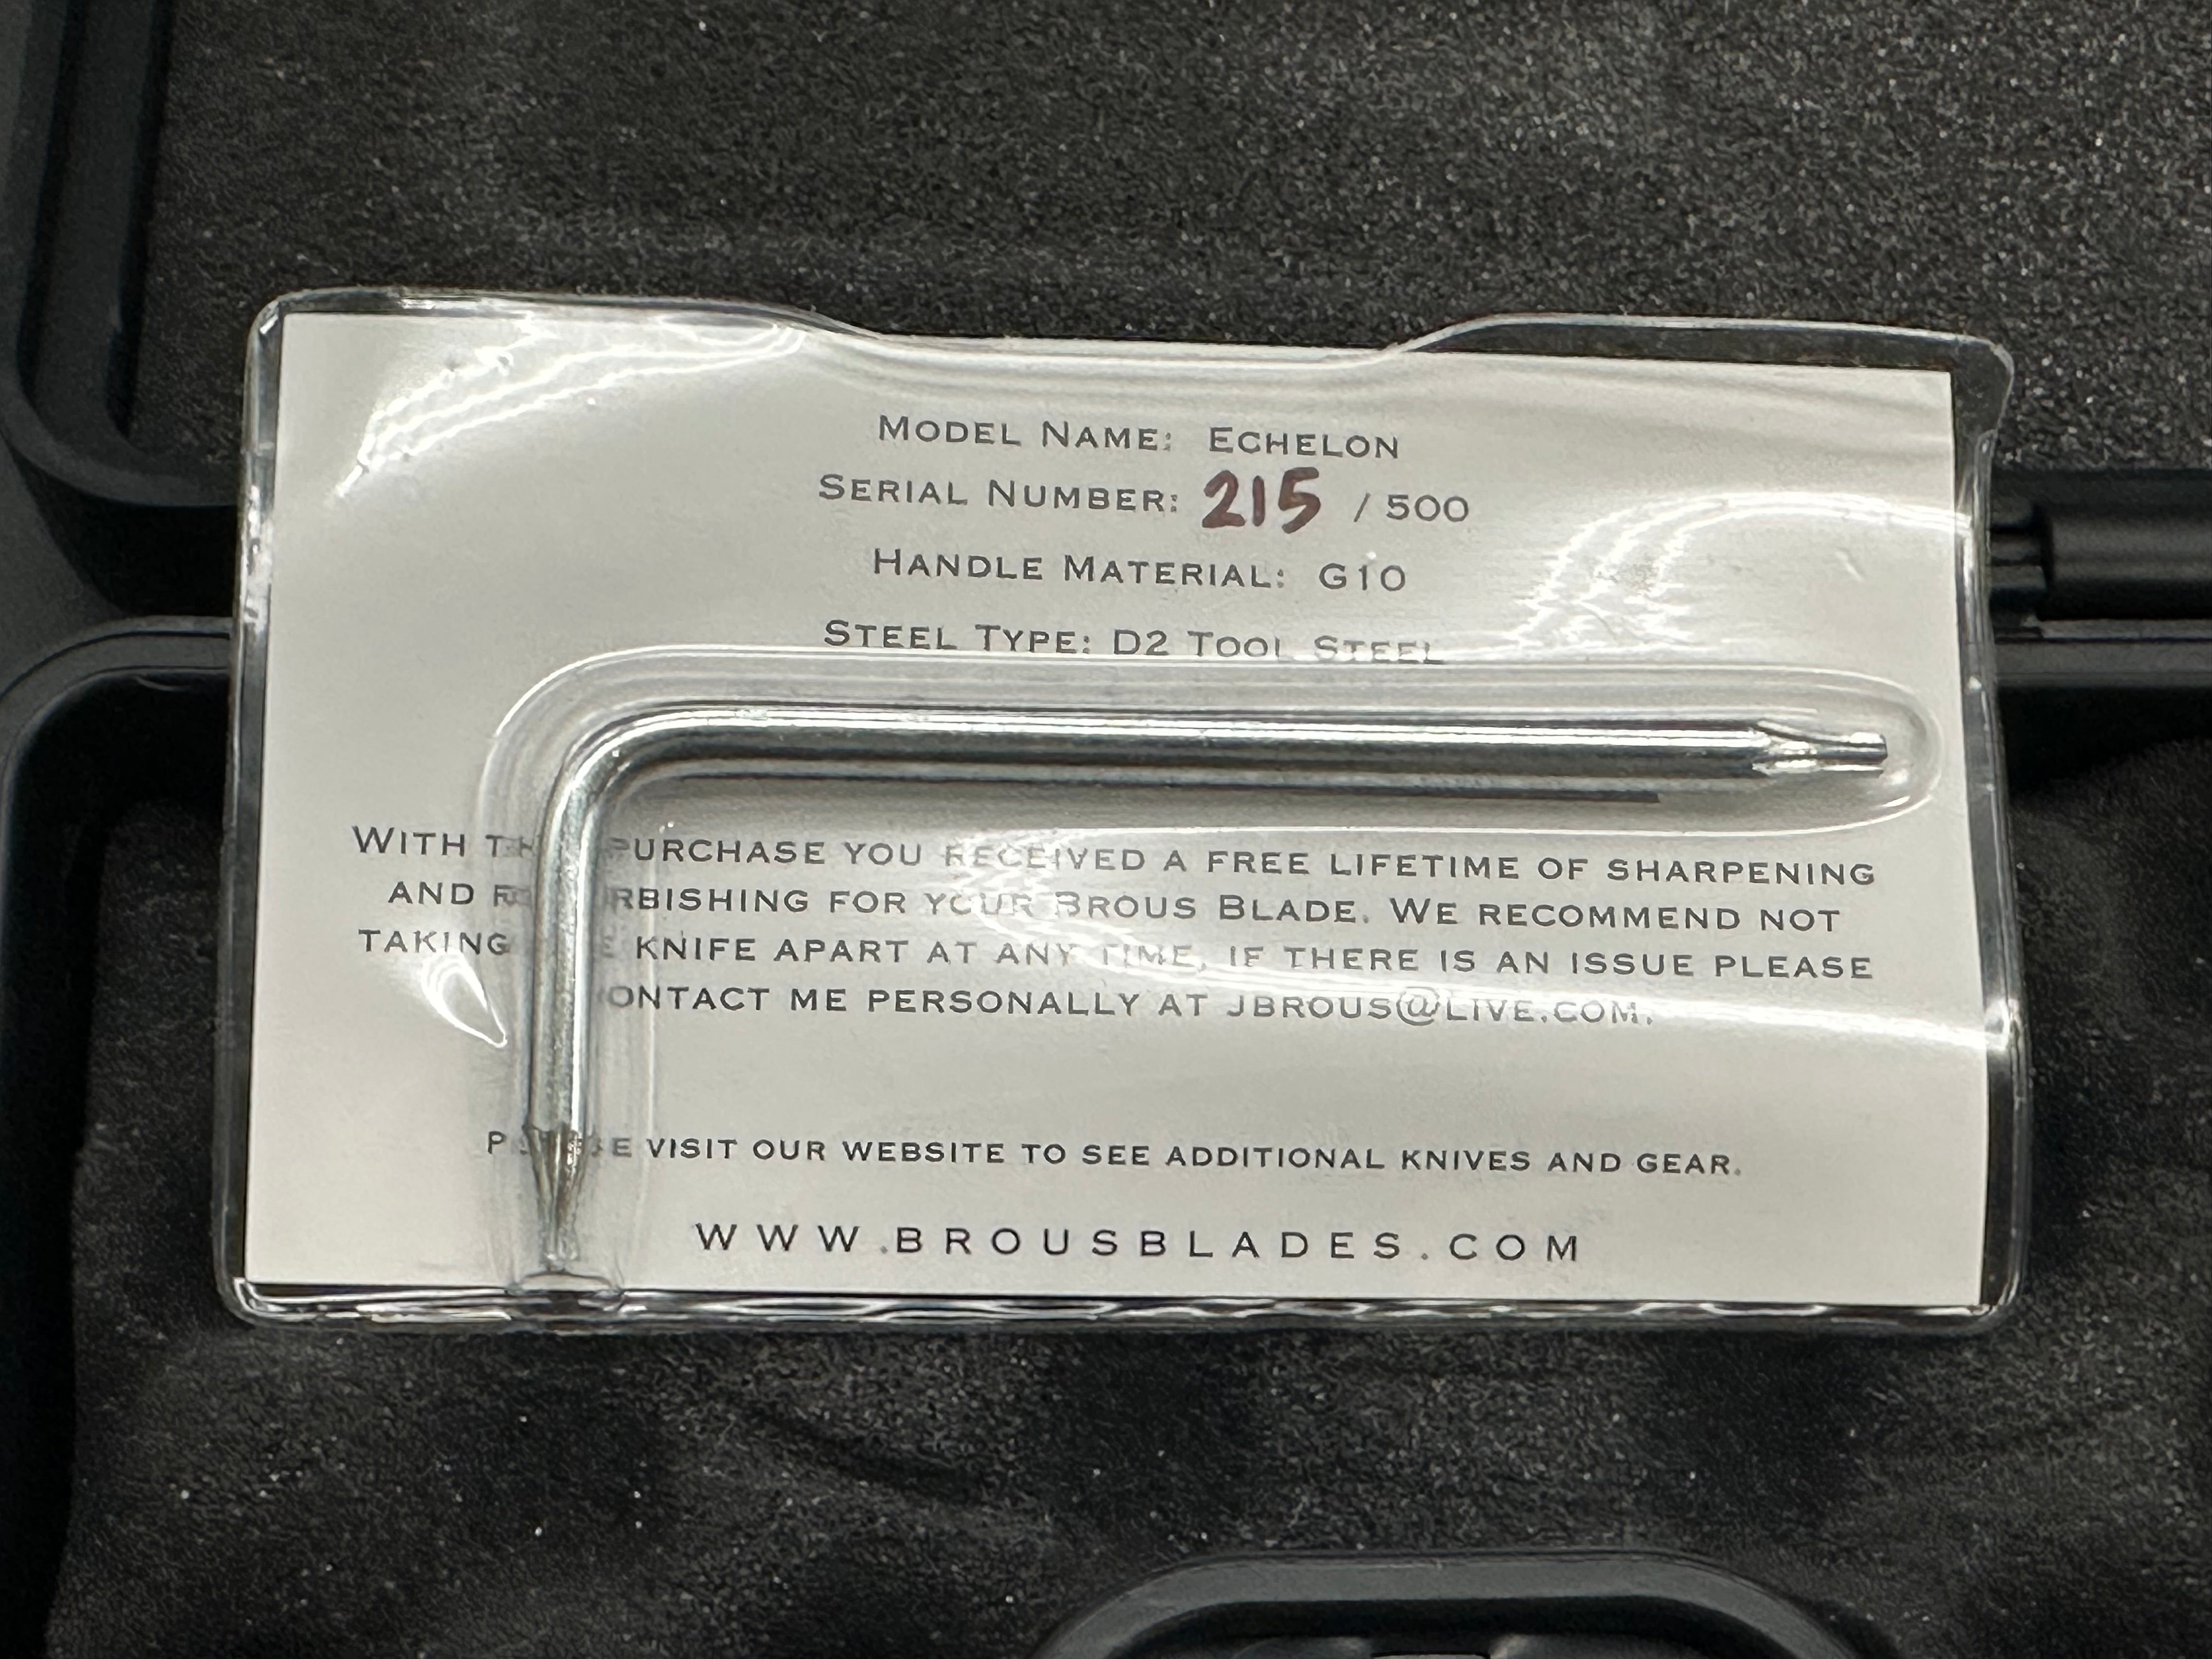 MODEL NAME: ECHELON
SERIAL NUMBER: 215 / 500
HANDLE MATERIAL: G10
STEEL TYPE: D2 TOOL STEEL
WITH PURCHASE YOU RECEIVED A FREE LIFETIME OF SHARPENING
AND FOR YOUR BROUS BLADE. WE RECOMMEND NOT
TAKING KNIFE APART AT ANY TIME, IF THERE IS AN ISSUE PLEASE
ME PERSONALLY AT JBROUS@LIVE.COM.
VISIT OUR WEBSITE TO SEE ADDITIONAL KNIVES AND GEAR.
WWW.BROUSBLADES.COM